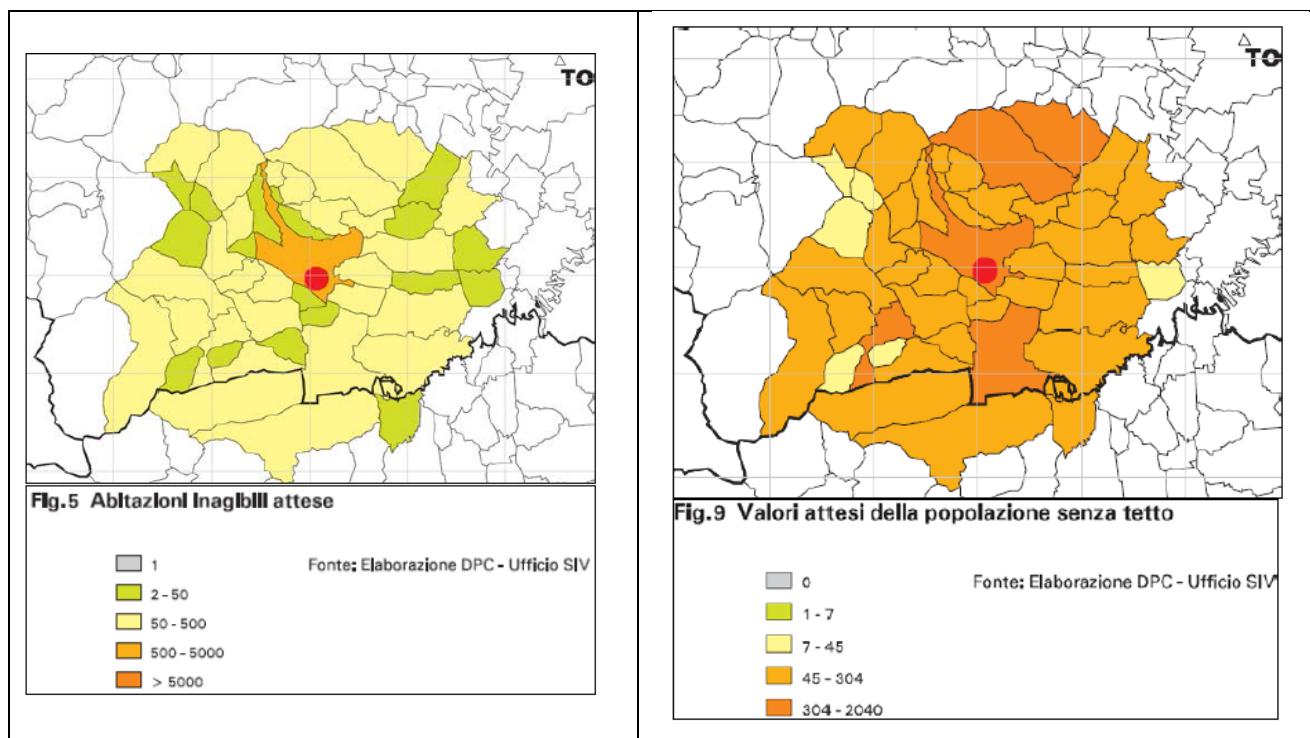 TO
Fig.5 Abitazioni inagibili attese
1
Fonte: Elaborazione DPC - Ufficio SIV
2 - 50
50 - 500
500 - 5000
> 5000
TO
Fig.9 Valori attesi della popolazione senza tetto
0
Fonte: Elaborazione DPC - Ufficio SIV
1 - 7
7 - 45
45 - 304
304 - 2040